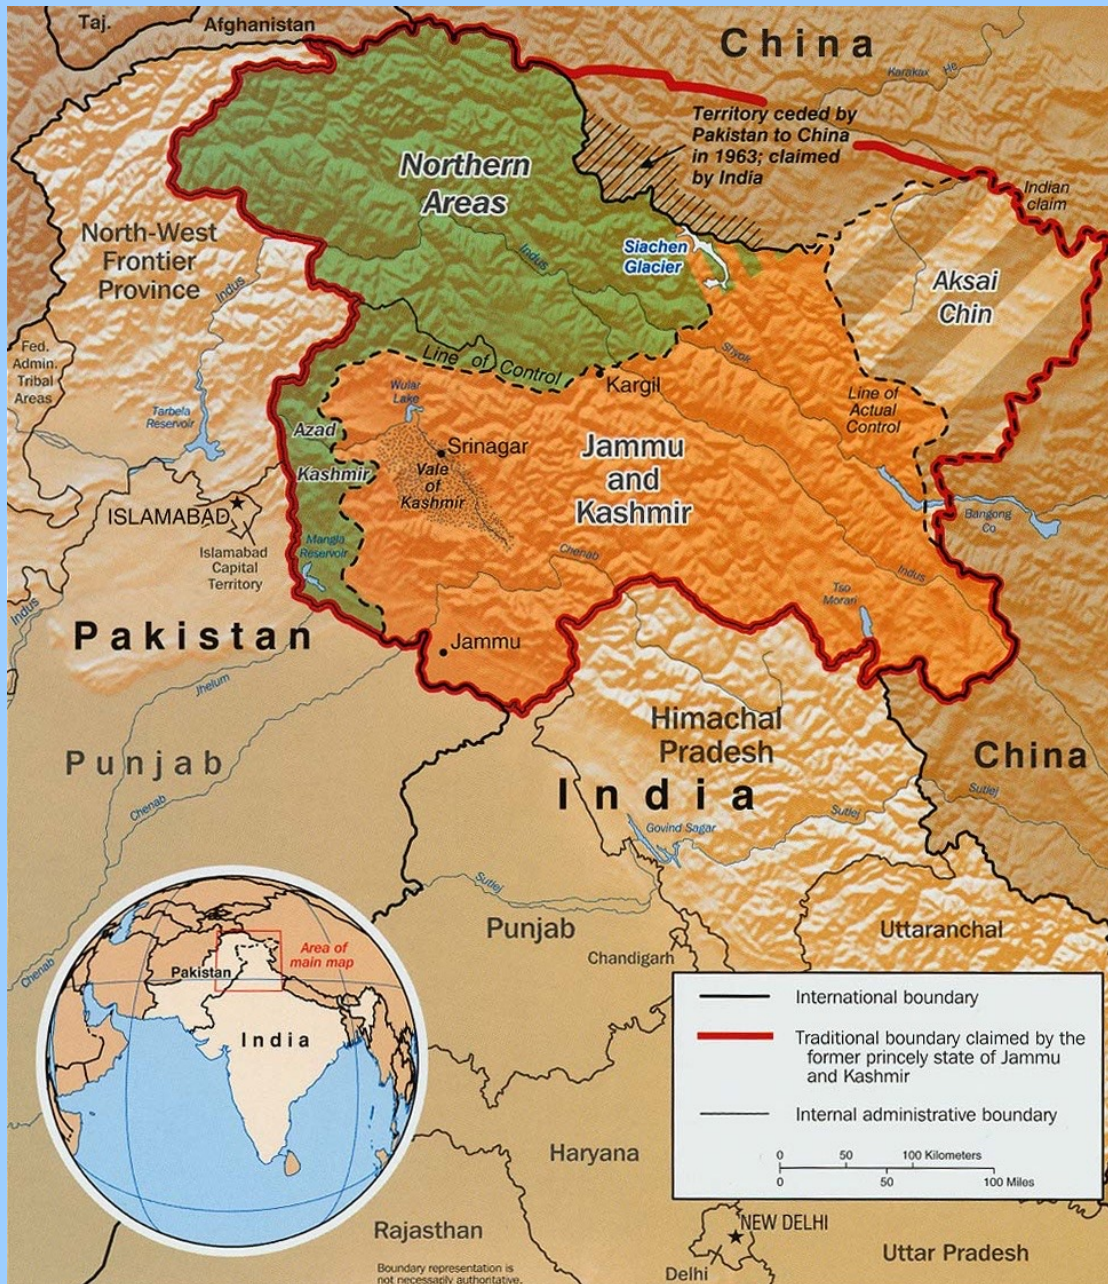 Taj.
Afghanistan
China
Karakax He
Territory ceded by
Pakistan to China
in 1963; claimed
by India
Indian
claim
Northern
Areas
North-West
Frontier
Province
Indus
Indus
Siachen
Glacier
Aksai
Chin
Fed.
Admin.
Tribal
Areas
Line of Control
Kargil
Shyok
Line of
Actual
Control
Wular
Lake
Tarbela
Reservoir
Azad
Kashmir
Srinagar
Vale
of
Kashmir
Jammu
and
Kashmir
ISLAMABAD
Islamabad
Capital
Territory
Mangla
Reservoir
Chenab
Indus
Bangong
Co
Tso
Morari
Indus
Pakistan
Jammu
Jhelum
Punjab
Himachal
Pradesh
China
India
Chenab
Sutlej
Sutlej
Govind Sagar
Sutlej
Punjab
Uttaranchal
Chandigarh
Chenab
Area of
main map
Pakistan
India
International boundary
Traditional boundary claimed by the
former princely state of Jammu
and Kashmir
Internal administrative boundary
0 50 100 Kilometers
0 50 100 Miles
Haryana
Rajasthan
NEW DELHI
Delhi
Uttar Pradesh
Boundary representation is
not necessarily authoritative.